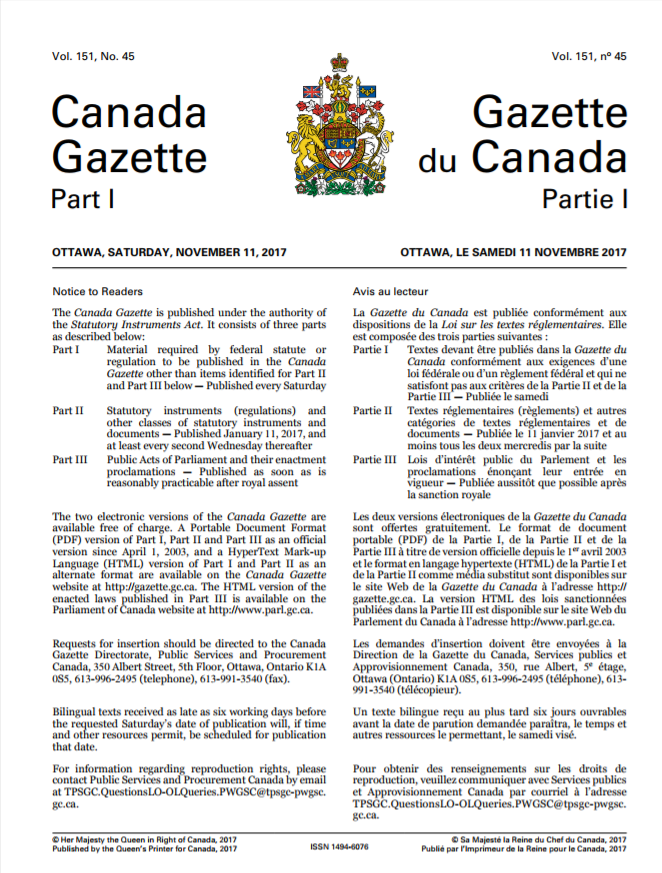 Vol. 151, No. 45
Vol. 151, nº 45
Canada
Gazette
Part I
Gazette
du Canada
Partie I
OTTAWA, SATURDAY, NOVEMBER 11, 2017
OTTAWA, LE SAMEDI 11 NOVEMBRE 2017
Notice to Readers
The Canada Gazette is published under the authority of
the Statutory Instruments Act. It consists of three parts
as described below:
Part I Material required by federal statute or
regulation to be published in the Canada
Gazette other than items identified for Part II
and Part III below — Published every Saturday
Part II Statutory instruments (regulations) and
other classes of statutory instruments and
documents — Published January 11, 2017, and
at least every second Wednesday thereafter
Part III Public Acts of Parliament and their enactment
proclamations — Published as soon as is
reasonably practicable after royal assent
The two electronic versions of the Canada Gazette are
available free of charge. A Portable Document Format
(PDF) version of Part I, Part II and Part III as an official
version since April 1, 2003, and a HyperText Mark-up
Language (HTML) version of Part I and Part II as an
alternate format are available on the Canada Gazette
website at http://gazette.gc.ca. The HTML version of the
enacted laws published in Part III is available on the
Parliament of Canada website at http://www.parl.gc.ca.
Requests for insertion should be directed to the Canada
Gazette Directorate, Public Services and Procurement
Canada, 350 Albert Street, 5th Floor, Ottawa, Ontario K1A
0S5, 613-996-2495 (telephone), 613-991-3540 (fax).
Bilingual texts received as late as six working days before
the requested Saturday's date of publication will, if time
and other resources permit, be scheduled for publication
that date.
For information regarding reproduction rights, please
contact Public Services and Procurement Canada by email
at TPSGC.QuestionsLO-OLQueries.PWGSC@tpsgc-pwgsc.
gc.ca.
Avis au lecteur
La Gazette du Canada est publiée conformément aux
dispositions de la Loi sur les textes réglementaires. Elle
est composée des trois parties suivantes :
Partie I Textes devant être publiés dans la Gazette du
Canada conformément aux exigences d'une
loi fédérale ou d'un règlement fédéral et qui ne
satisfont pas aux critères de la Partie II et de la
Partie III — Publiée le samedi
Partie II Textes réglementaires (règlements) et autres
catégories de textes réglementaires et de
documents — Publiée le 11 janvier 2017 et au
moins tous les deux mercredis par la suite
Partie III Lois d'intérêt public du Parlement et les
proclamations énonçant leur entrée en
vigueur — Publiée aussitôt que possible après
la sanction royale
Les deux versions électroniques de la Gazette du Canada
sont offertes gratuitement. Le format de document
portable (PDF) de la Partie I, de la Partie II et de la
Partie III à titre de version officielle depuis le 1er avril 2003
et le format en langage hypertexte (HTML) de la Partie I et
de la Partie II comme média substitut sont disponibles sur
le site Web de la Gazette du Canada à l'adresse http://
gazette.gc.ca. La version HTML des lois sanctionnées
publiées dans la Partie III est disponible sur le site Web du
Parlement du Canada à l'adresse http://www.parl.gc.ca.
Les demandes d'insertion doivent être envoyées à la
Direction de la Gazette du Canada, Services publics et
Approvisionnement Canada, 350, rue Albert, 5e étage,
Ottawa (Ontario) K1A 0S5, 613-996-2495 (téléphone), 613-
991-3540 (télécopieur).
Un texte bilingue reçu au plus tard six jours ouvrables
avant la date de parution demandée paraîtra, le temps et
autres ressources le permettant, le samedi visé.
Pour obtenir des renseignements sur les droits de
reproduction, veuillez communiquer avec Services publics
et Approvisionnement Canada par courriel à l'adresse
TPSGC.QuestionsLO-OLQueries.PWGSC@tpsgc-pwgsc.
gc.ca.
© Her Majesty the Queen in Right of Canada, 2017
Published by the Queen's Printer for Canada, 2017
ISSN 1494-6076
© Sa Majesté la Reine du Chef du Canada, 2017
Publié par l'Imprimeur de la Reine pour le Canada, 2017